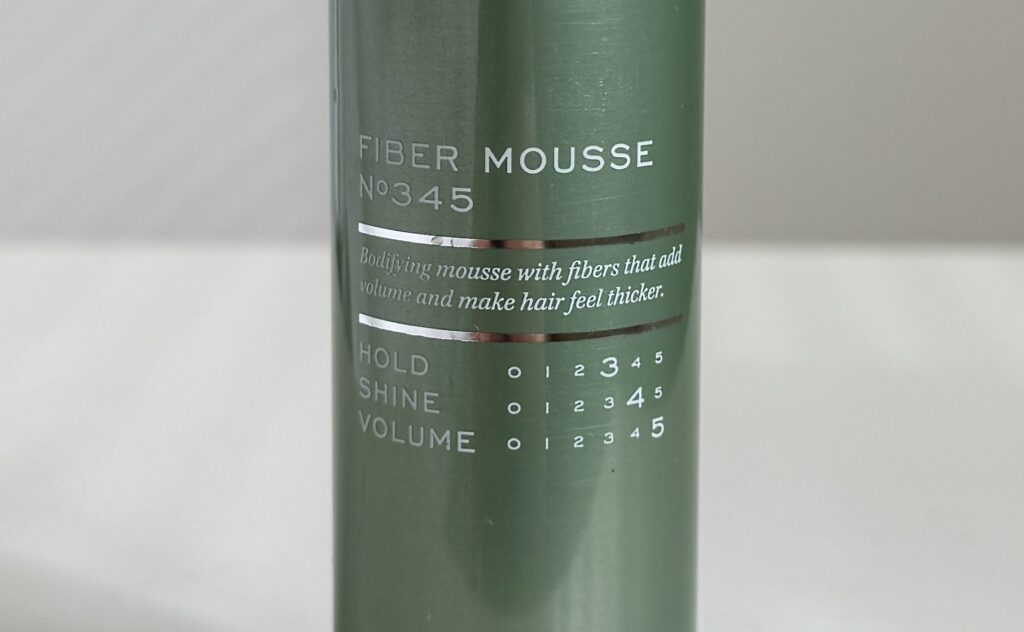 FIBER MOUSSE
Nº345
Bodifying mousse with fibers that add
volume and make hair feel thicker.
HOLD 0 1 2 3 4 5
SHINE 0 1 2 3 4 5
VOLUME 0 1 2 3 4 5